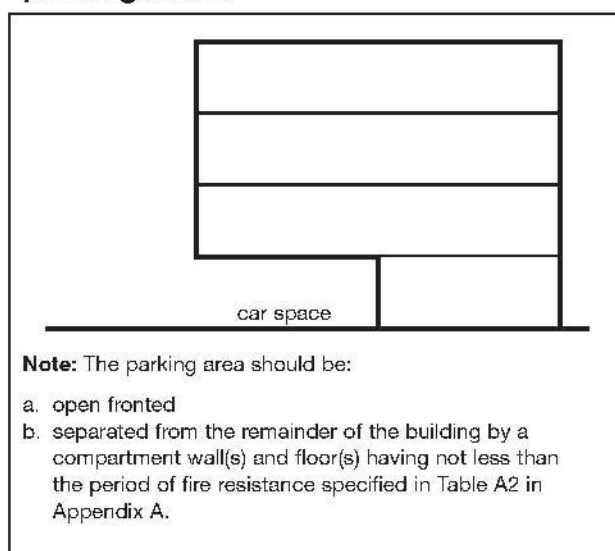 car space
Note: The parking area should be:
a. open fronted
b. separated from the remainder of the building by a
compartment wall(s) and floor(s) having not less than
the period of fire resistance specified in Table A2 in
Appendix A.